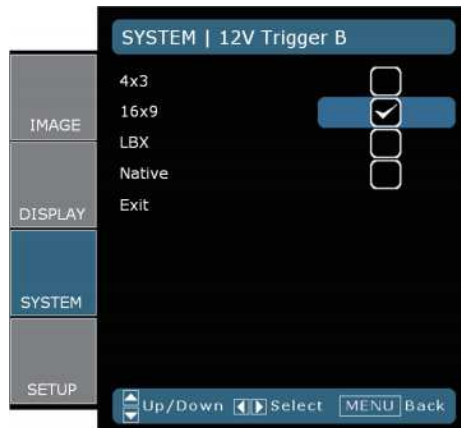 SYSTEM | 12V Trigger B
4x3
16x9
LBX
Native
Exit
IMAGE
DISPLAY
SYSTEM
SETUP
Up/Down Select MENU Back